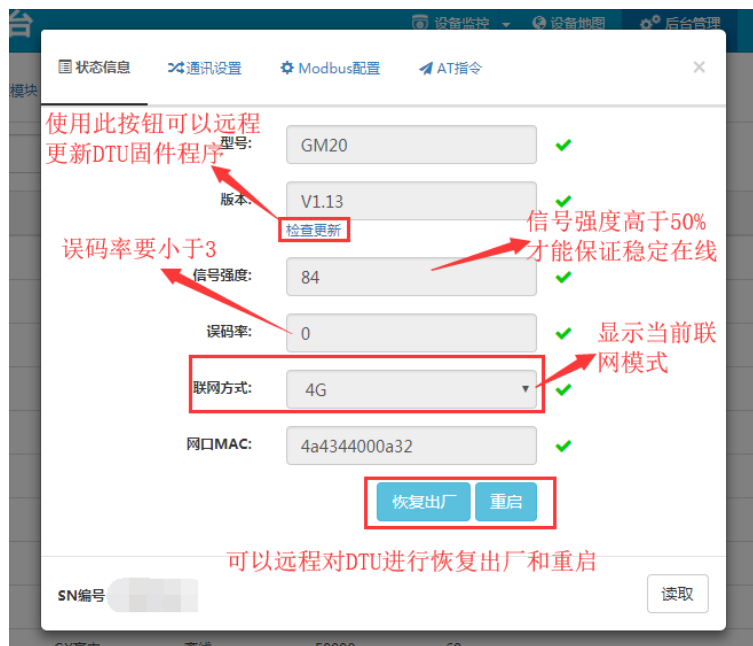 台
设备监控
设备地图
后台管理
模块
状态信息
通讯设置
Modbus配置
AT指令
×
使用此按钮可以远程
更新DTU固件程序
型号:
GM20
版本:
V1.13
检查更新
信号强度高于50%
才能保证稳定在线
误码率要小于3
信号强度:
84
误码率:
0
显示当前联
网模式
联网方式:
4G
网口MAC:
4a4344000a32
恢复出厂
重启
可以远程对DTU进行恢复出厂和重启
SN编号
读取